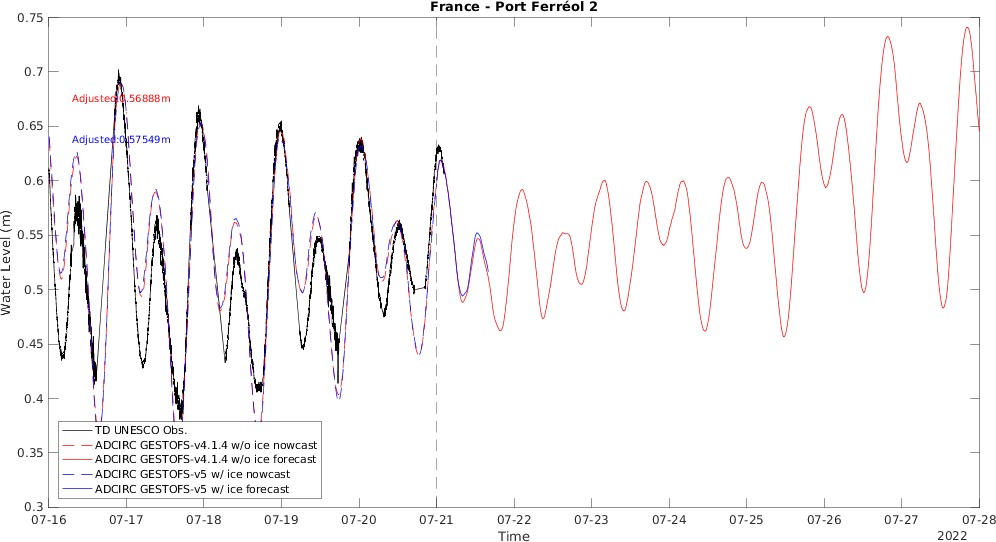 France - Port Ferréol 2
0.75
0.7
0.65
0.6
0.55
0.5
0.45
0.4
0.35
0.3
Water Level (m)
Adjusted:0.56888m
Adjusted:0.57549m
TD UNESCO Obs.
ADCIRC GESTOFS-v4.1.4 w/o ice nowcast
ADCIRC GESTOFS-v4.1.4 w/o ice forecast
ADCIRC GESTOFS-v5 w/ ice nowcast
ADCIRC GESTOFS-v5 w/ ice forecast
07-16 07-17 07-18 07-19 07-20 07-21 07-22 07-23 07-24 07-25 07-26 07-27 07-28
Time
2022